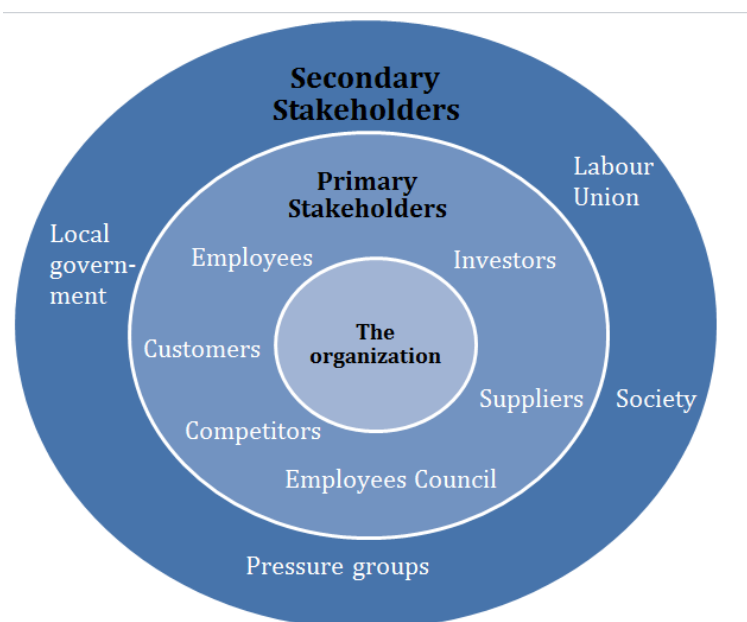 Secondary
Stakeholders
Labour
Union
Primary
Stakeholders
Local
govern-
ment
Employees
Investors
The
organization
Customers
Suppliers
Society
Competitors
Employees Council
Pressure groups